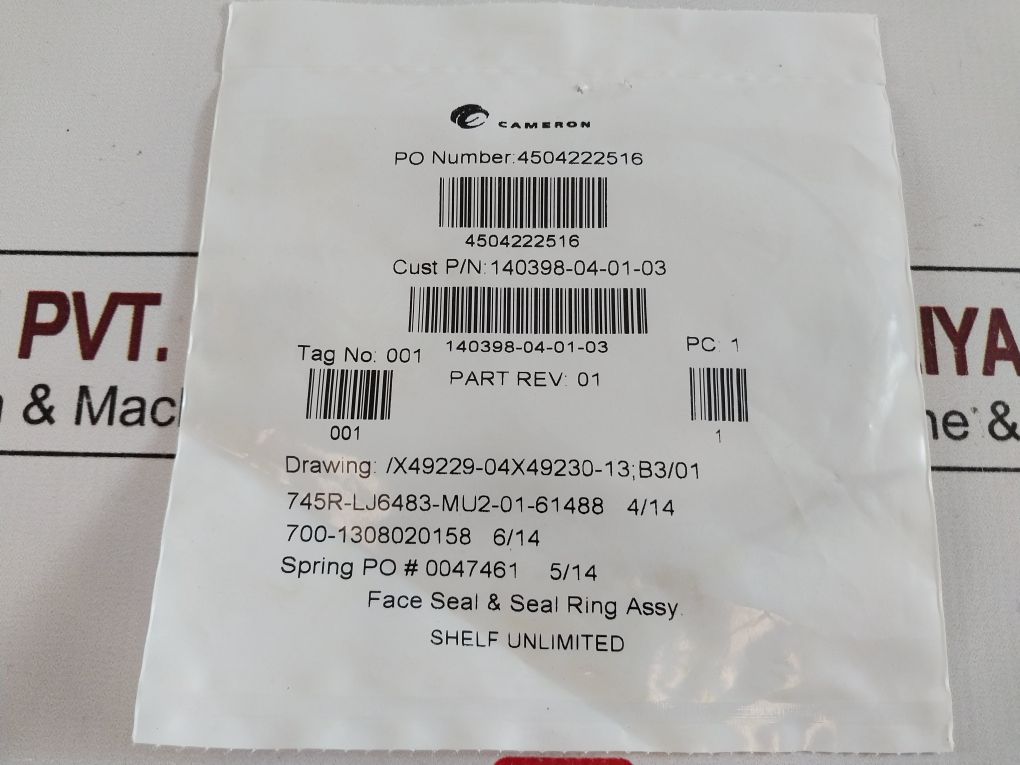 CAMERON
PO Number:4504222516
4504222516
Cust P/N:140398-04-01-03
140398-04-01-03
Tag No: 001
PC: 1
PART REV: 01
001
1
Drawing: /X49229-04X49230-13;B3/01
745R-LJ6483-MU2-01-61488 4/14
700-1308020158 6/14
Spring PO # 0047461 5/14
Face Seal & Seal Ring Assy.
SHELF UNLIMITED
PVT.
& Mac
IYA
ne &